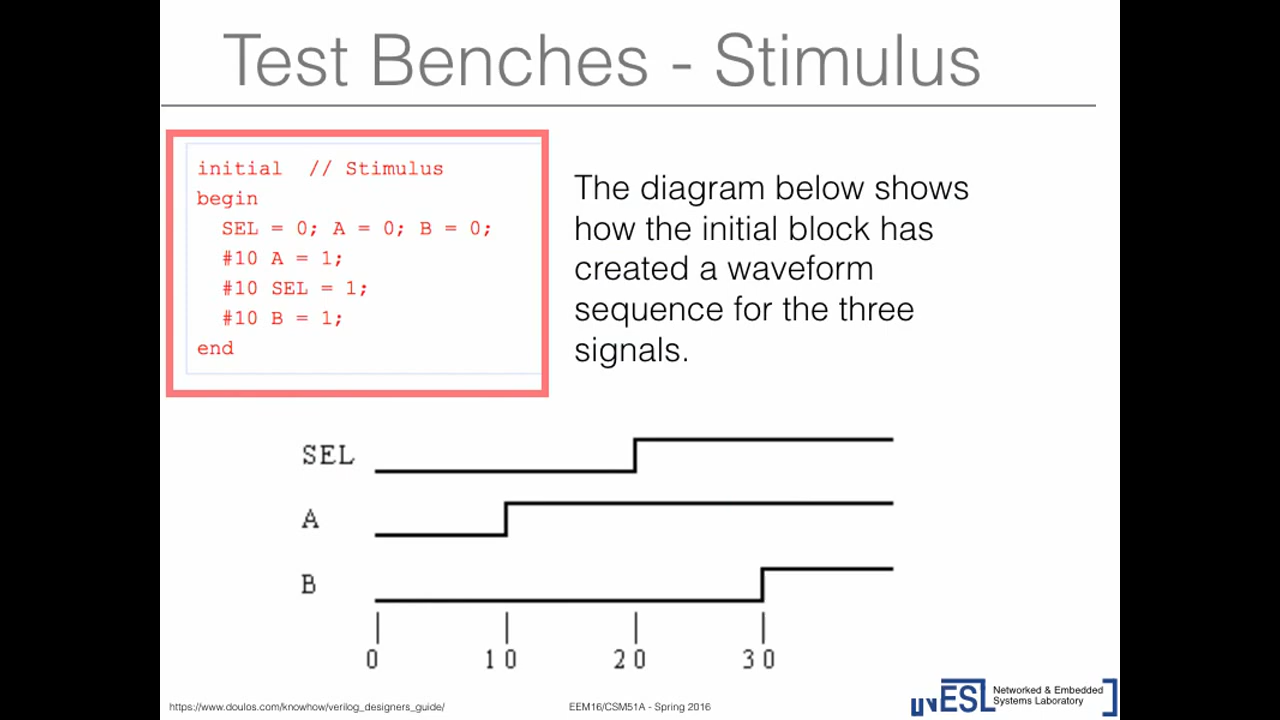 Test Benches - Stimulus
initial // Stimulus
begin
SEL = 0; A = 0; B = 0;
#10 A = 1;
#10 SEL = 1;
#10 B = 1;
end
The diagram below shows
how the initial block has
created a waveform
sequence for the three
signals.
SEL
A
B
0 10 20 30
https://www.doulos.com/knowhow/verilog_designers_guide/
EEM16/CSM51A - Spring 2016
ESL
Networked & Embedded
Systems Laboratory